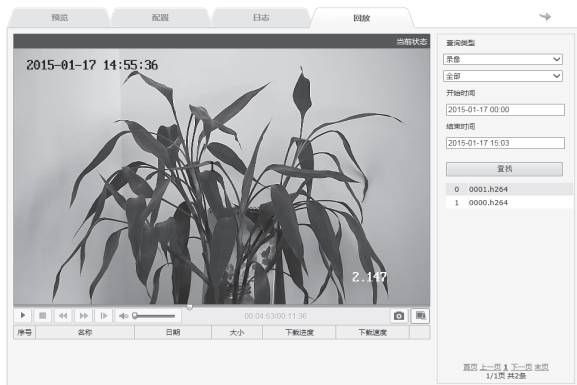 预览 配置 日志 回放
当前状态
2015-01-17 14:55:36
2.147
00:04:53/00:11:36
序号 名称 日期 大小 下载进度 下载速度
查询类型
录像
全部
开始时间
2015-01-17 00:00
结束时间
2015-01-17 15:03
查找
0 0001.h264
1 0000.h264
首页 上一页 1 下一页 末页
1/1页 共2条